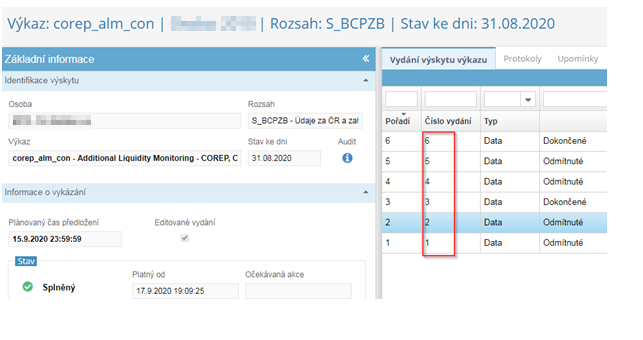 Výkaz: corep_alm_con | | Rozsah: S_BCPZB | Stav ke dni: 31.08.2020
Základní informace «
Identifikace výskytu
Osoba Rozsah
S_BCPZB - Údaje za ČR a zah
Výkaz Stav ke dni Audit
corep_alm_con - Additional Liquidity Monitoring - COREP, C 31.08.2020
Informace o vykázání
Plánovaný čas předložení Editované vydání
15.9.2020 23:59:59
Stav
Platný od Očekávaná akce
Splněný 17.9.2020 19:09:25
Vydání výskytu výkazu Protokoly Upomínky
Pořadí Číslo vydání Typ
6 6 Data Dokončené
5 5 Data Odmítnuté
4 4 Data Odmítnuté
3 3 Data Dokončené
2 2 Data Odmítnuté
1 1 Data Odmítnuté